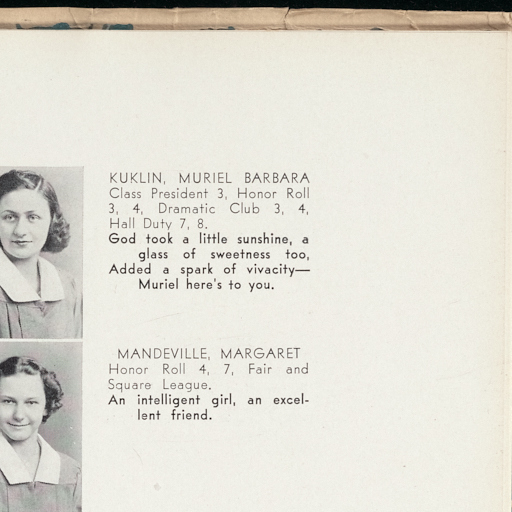 KUKLIN, MURIEL BARBARA
Class President 3, Honor Roll
3, 4, Dramatic Club 3, 4,
Hall Duty 7, 8.
God took a little sunshine, a
glass of sweetness too,
Added a spark of vivacity—
Muriel here's to you.
MANDEVILLE, MARGARET
Honor Roll 4, 7, Fair and
Square League.
An intelligent girl, an excel-
lent friend.